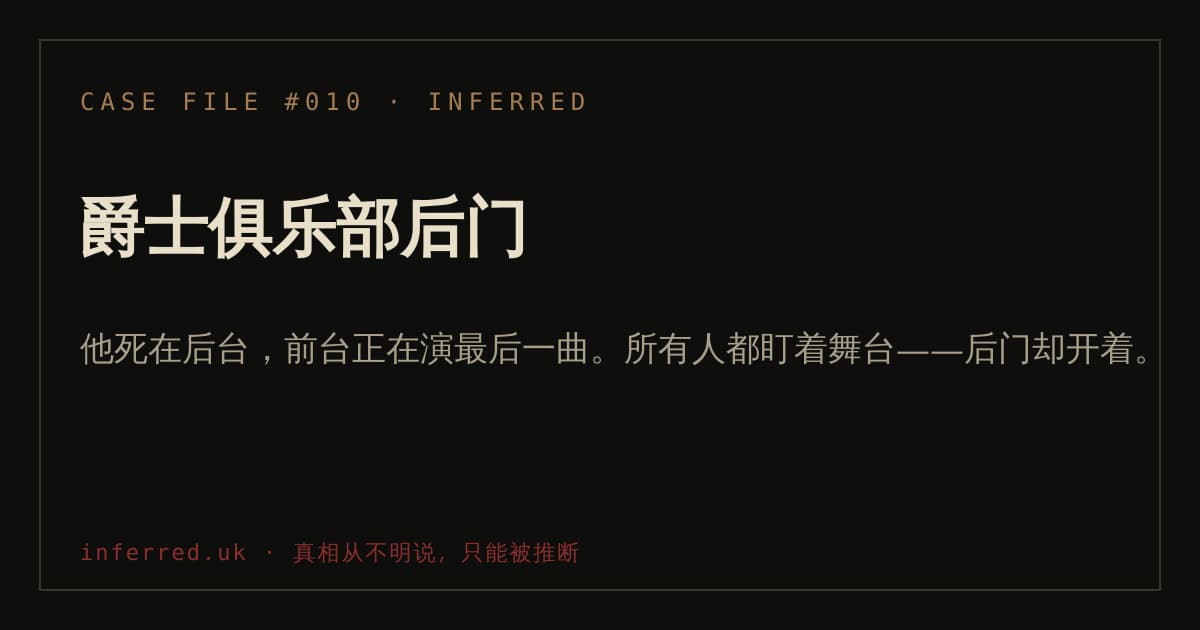 CASE FILE #010 · INFERRED
爵士俱乐部后门
他死在后台，前台正在演最后一曲。所有人都盯着舞台——后门却开着。
inferred.uk · 真相从不明说，只能被推断